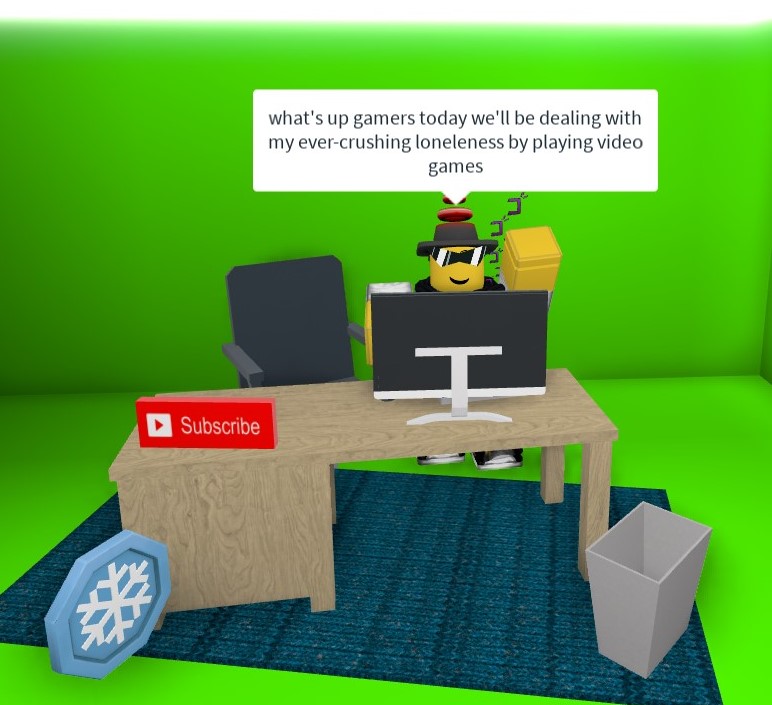 what's up gamers today we'll be dealing with
my ever-crushing loneleness by playing video
games
Subscribe